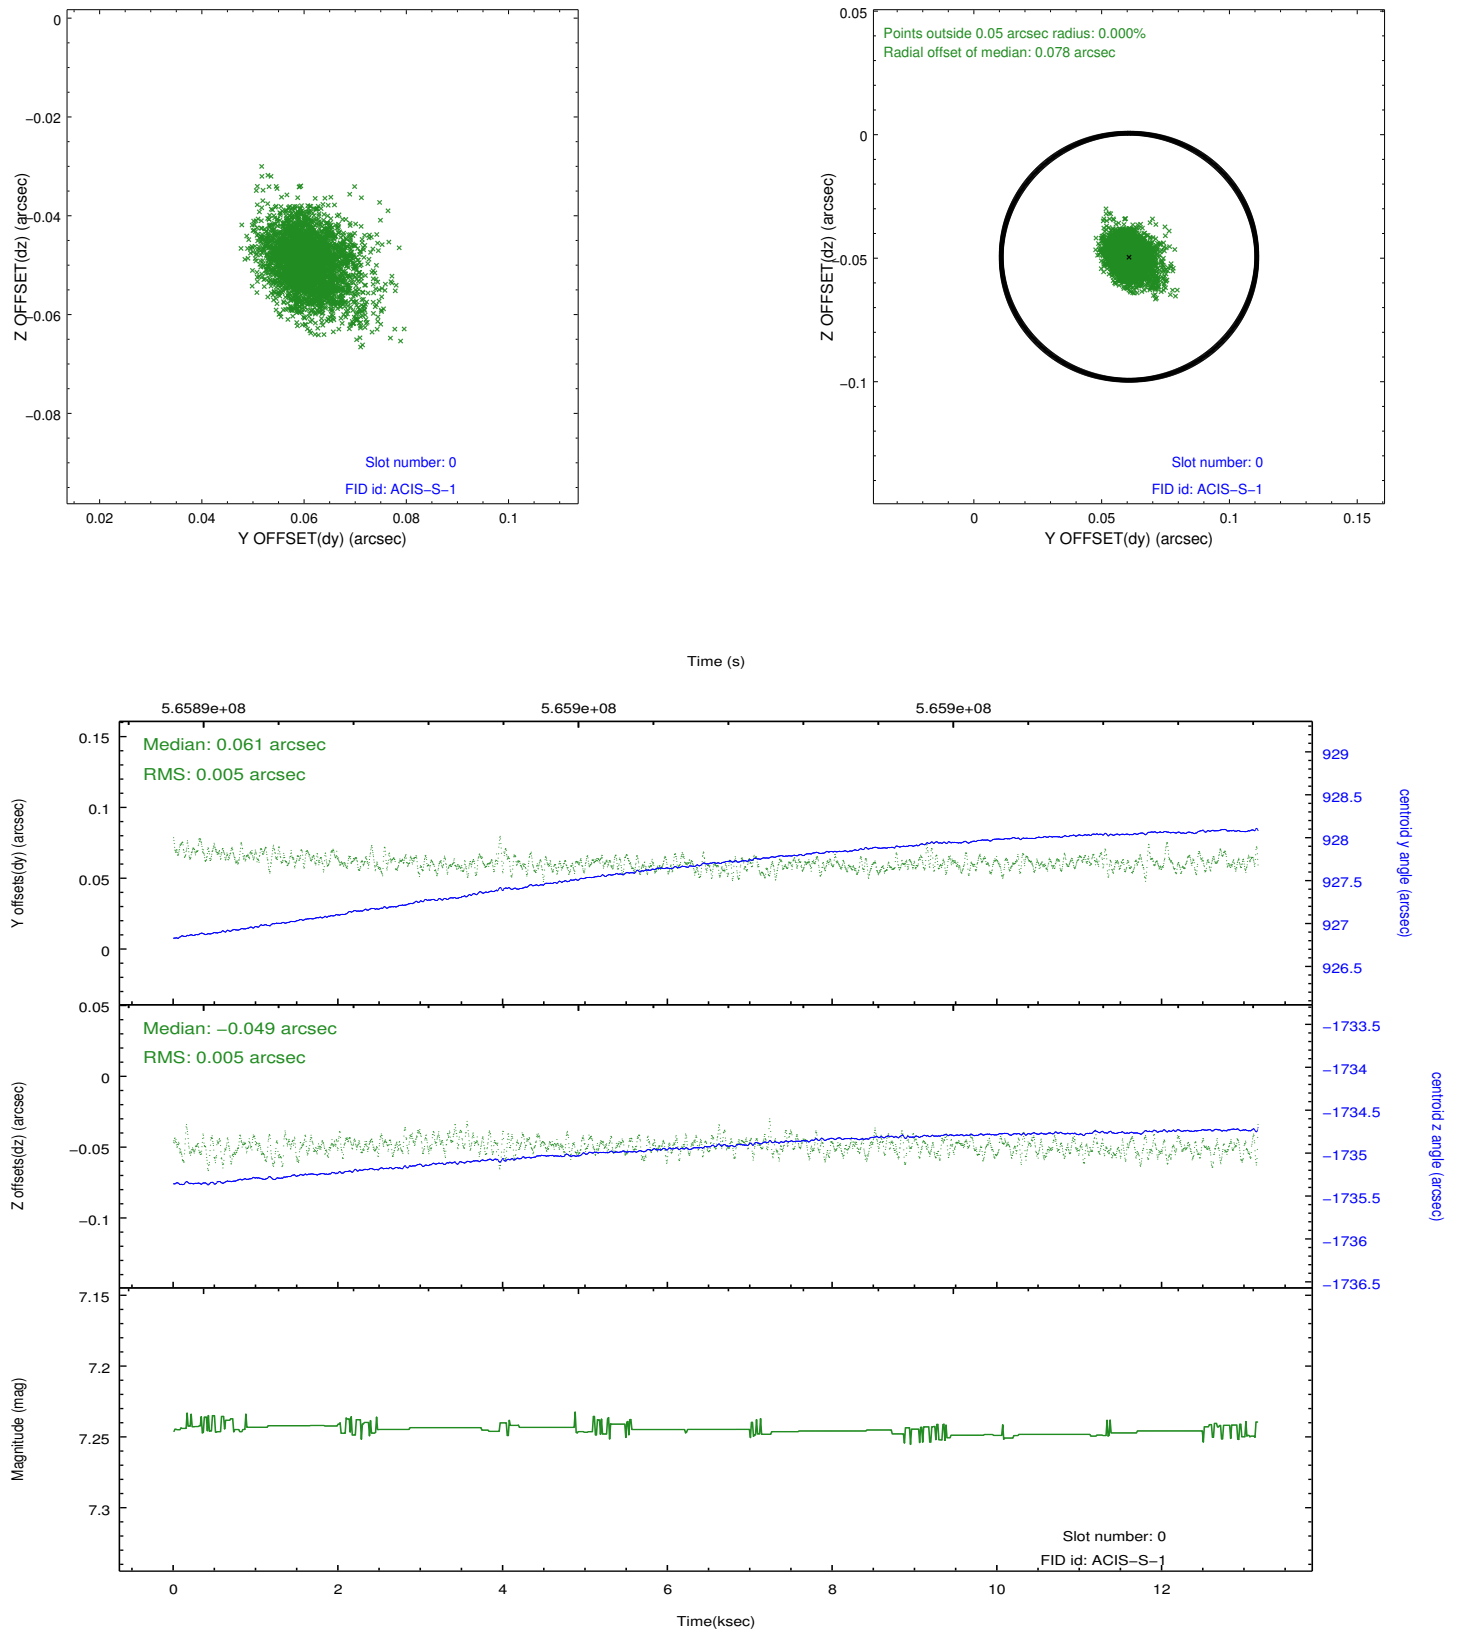 0
−0.02
−0.04
−0.06
−0.08
Z OFFSET(dz) (arcsec)
Slot number: 0
FID id: ACIS−S−1
0.02 0.04 0.06 0.08 0.1
Y OFFSET(dy) (arcsec)
0.05
0
−0.05
−0.1
Z OFFSET(dz) (arcsec)
Points outside 0.05 arcsec radius: 0.000%
Radial offset of median: 0.078 arcsec
Slot number: 0
FID id: ACIS−S−1
0 0.05 0.1 0.15
Y OFFSET(dy) (arcsec)
Time (s)
5.6589e+08 5.659e+08 5.659e+08
0.15
0.1
0.05
0
Y offsets(dy) (arcsec)
Median: 0.061 arcsec
RMS: 0.005 arcsec
929
928.5
928
927.5
927
926.5
centroid y angle (arcsec)
0.05
0
−0.05
−0.1
Z offsets(dz) (arcsec)
Median: −0.049 arcsec
RMS: 0.005 arcsec
−1733.5
−1734
−1734.5
−1735
−1735.5
−1736
−1736.5
centroid z angle (arcsec)
7.15
7.2
7.25
7.3
Magnitude (mag)
Slot number: 0
FID id: ACIS−S−1
0 2 4 6 8 10 12
Time(ksec)